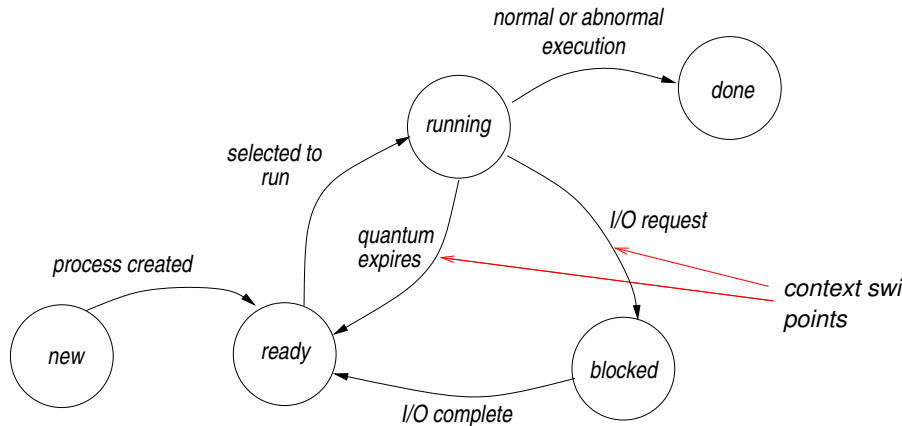 normal or abnormal
execution
done
running
selected to
run
I/O request
quantum
expires
process created
context swi
points
new
ready
blocked
I/O complete